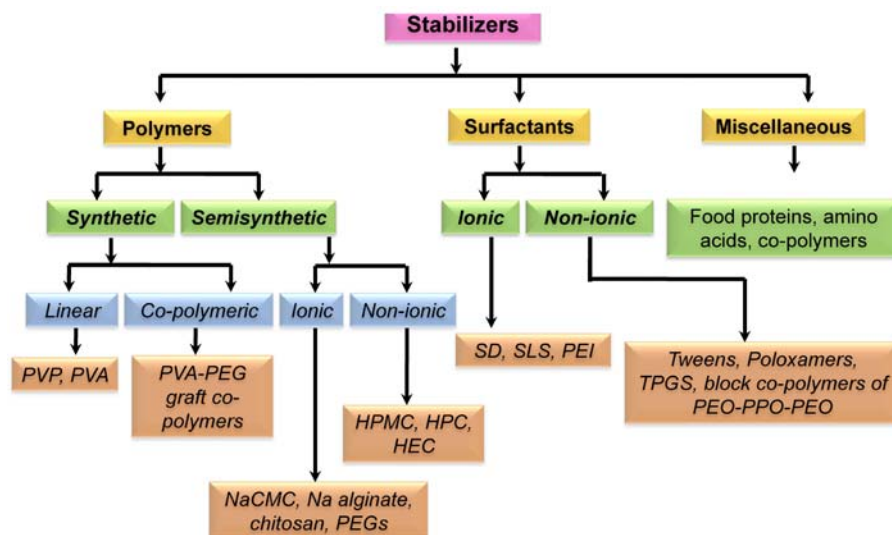 Stabilizers
Polymers
Surfactants
Miscellaneous
Synthetic
Semisynthetic
Ionic
Non-ionic
Food proteins, amino
acids, co-polymers
Linear
Co-polymeric
Ionic
Non-ionic
PVP, PVA
PVA-PEG
graft co-
polymers
SD, SLS, PEI
Tweens, Poloxamers,
TPGS, block co-polymers of
PEO-PPO-PEO
HPMC, HPC,
HEC
NaCMC, Na alginate,
chitosan, PEGs